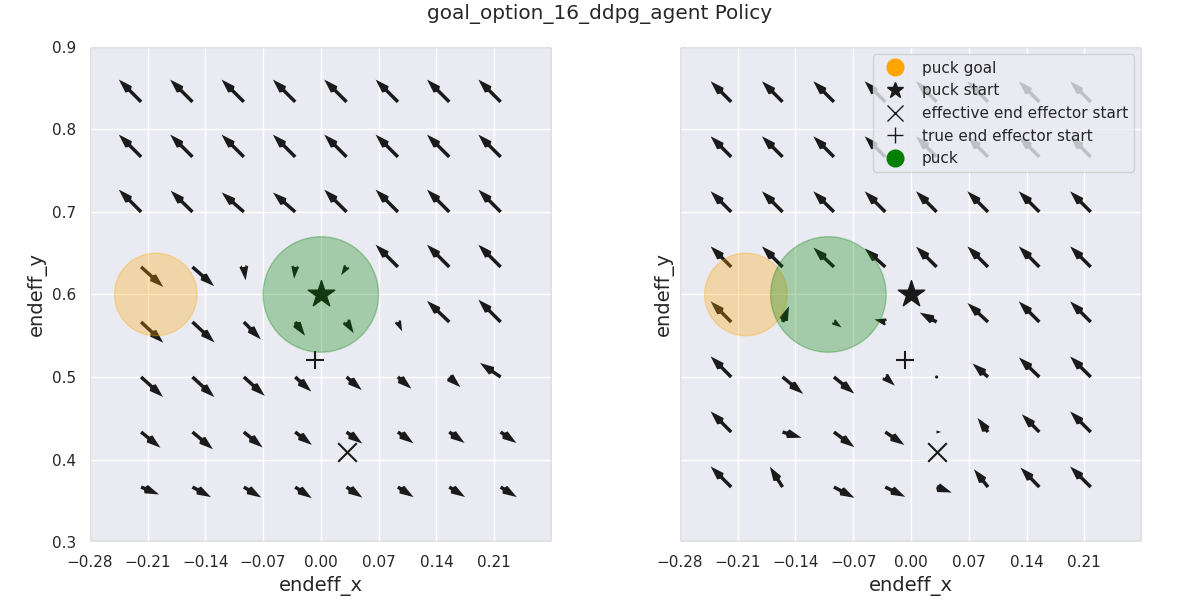 goal_option_16_ddpg_agent Policy
0.9
0.8
0.7
0.6
0.5
0.4
0.3
endeff_y
−0.28 −0.21 −0.14 −0.07 0.00 0.07 0.14 0.21
endeff_x
endeff_y
puck goal
puck start
effective end effector start
true end effector start
puck
−0.28 −0.21 −0.14 −0.07 0.00 0.07 0.14 0.21
endeff_x